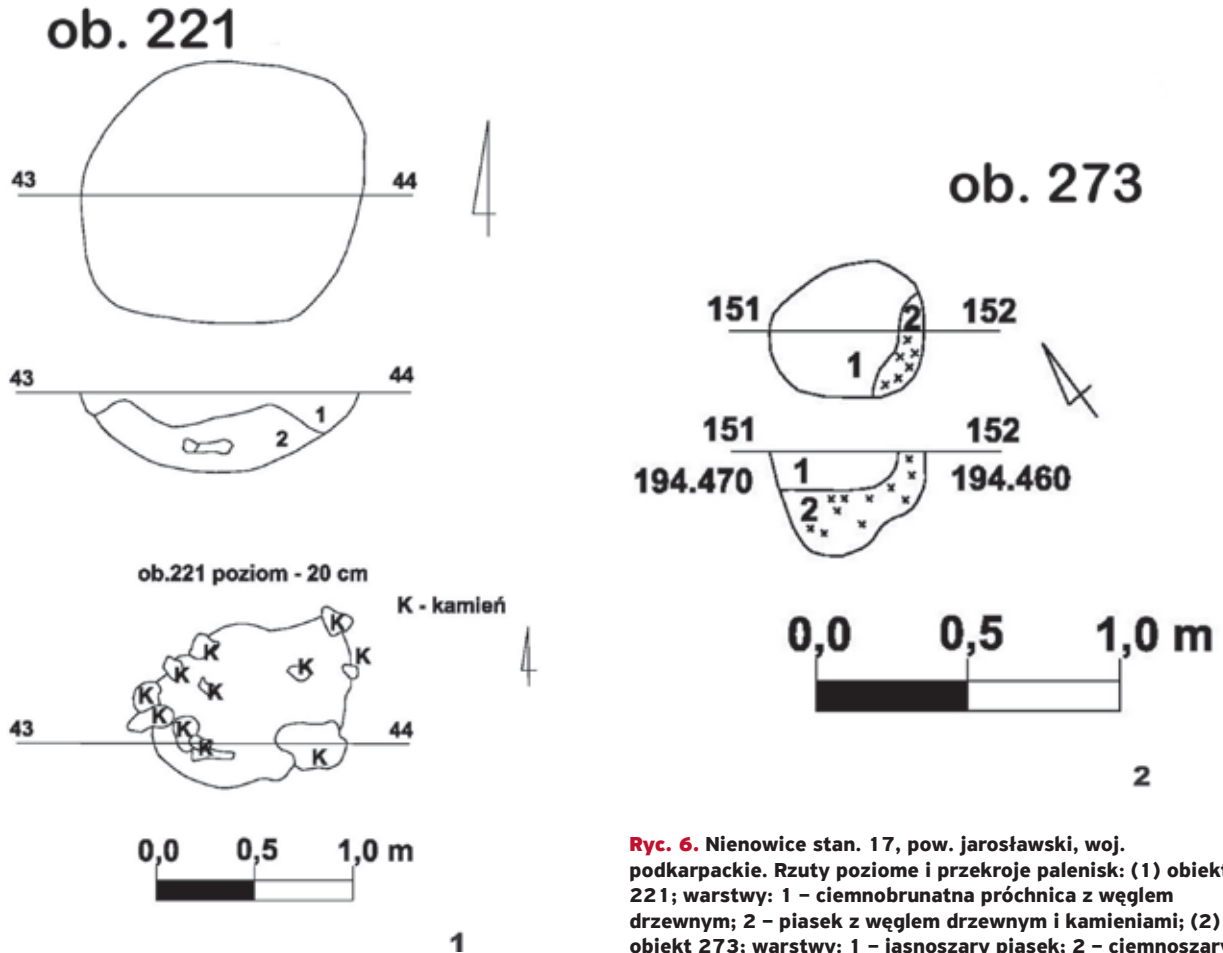 ob. 221
43 44
43 44
1
2
ob.221 poziom - 20 cm
K - kamień
K
K
K
K
K
K
K
K
K
K
K
43 44
0,0 0,5 1,0 m
1
ob. 273
151 2 152
1
151 152
194.470 1 194.460
2
0,0 0,5 1,0 m
2
Ryc. 6. Nienowice stan. 17, pow. jarosławski, woj.
podkarpackie. Rzuty poziome i przekroje palenisk: (1) obiekt
221; warstwy: 1 – ciemnobrunatna próchnica z węglem
drzewnym; 2 – piasek z węglem drzewnym i kamieniami; (2)
obiekt 273; warstwy: 1 – jasnoszary piasek; 2 – ciemnoszary